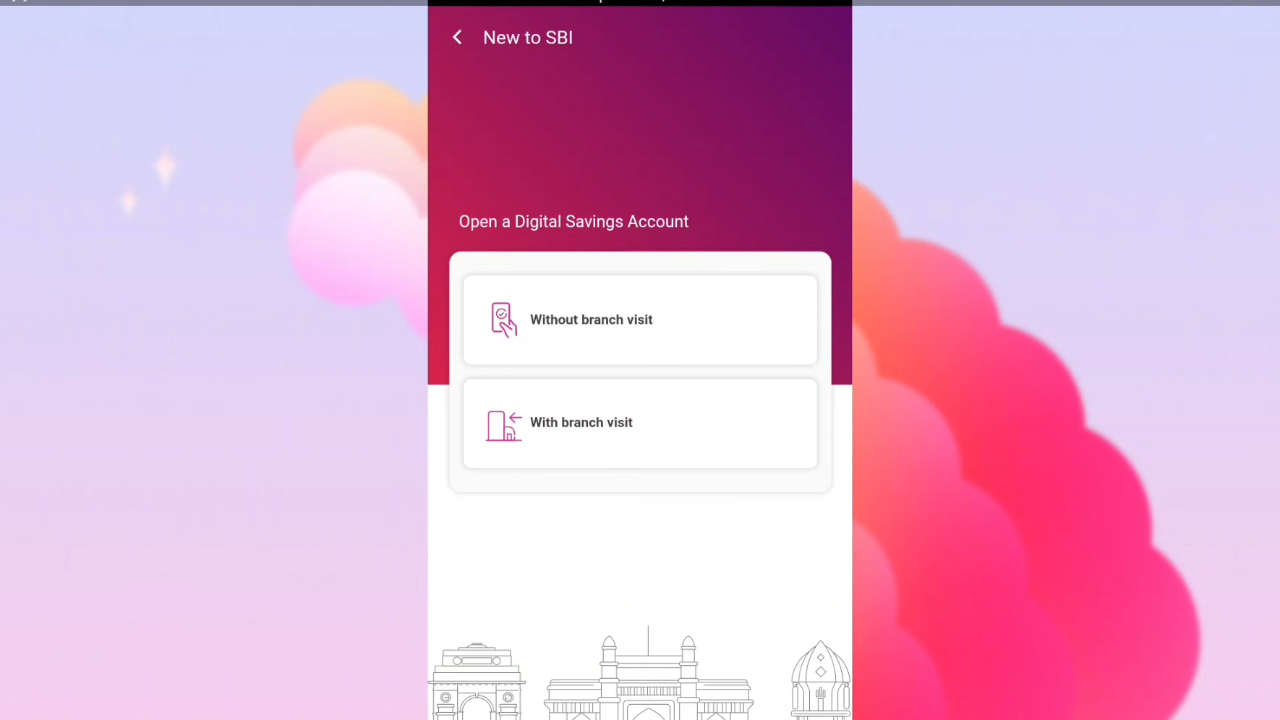 New to SBI
Open a Digital Savings Account
Without branch visit
With branch visit